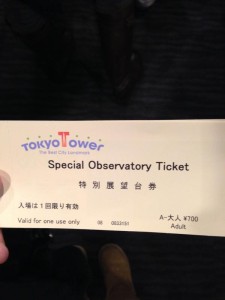 TOKYO TOWER
The Best City Landmark
Special Observatory Ticket
特別展望台券
入場は1回限り有効
A-大人 ¥700
Valid for one use only
Adult